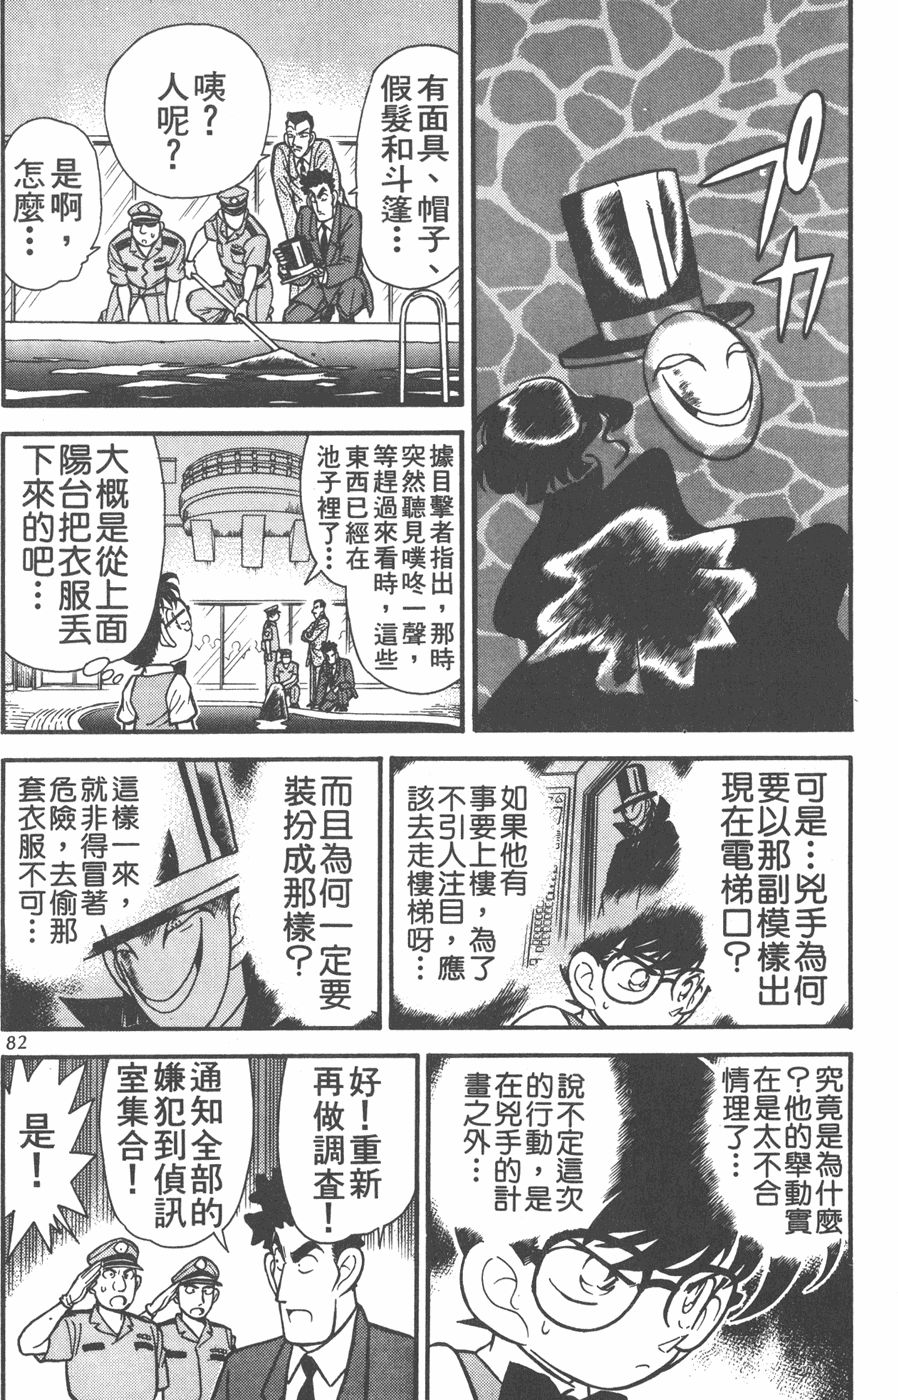 プカ
有面具、帽子、
假髮和斗篷…
咦？
人呢？
是啊，
怎麼…
據目擊者指出，那時
突然聽見噗咚一聲，
等趕過來看時，這些
東西已經在
池子裡了…
大概是從上面
陽台把衣服丟
下來的吧…
可是…兇手為何
要以那副模樣出
現在電梯口？
如果他有
事要上樓，為了
不引人注目，應
該去走樓梯呀…
而且為何一定要
裝扮成那樣？
這樣一來，
就非得冒著
危險，去偷那
套衣服不可…
究竟是為什麼
？他的舉動實
在是太不合
情理了…
說不定這次
的行動，是
在兇手的計
畫之外…
好！重新
再做調查！
通知全部的
嫌犯到偵訊
室集合！
是！
82